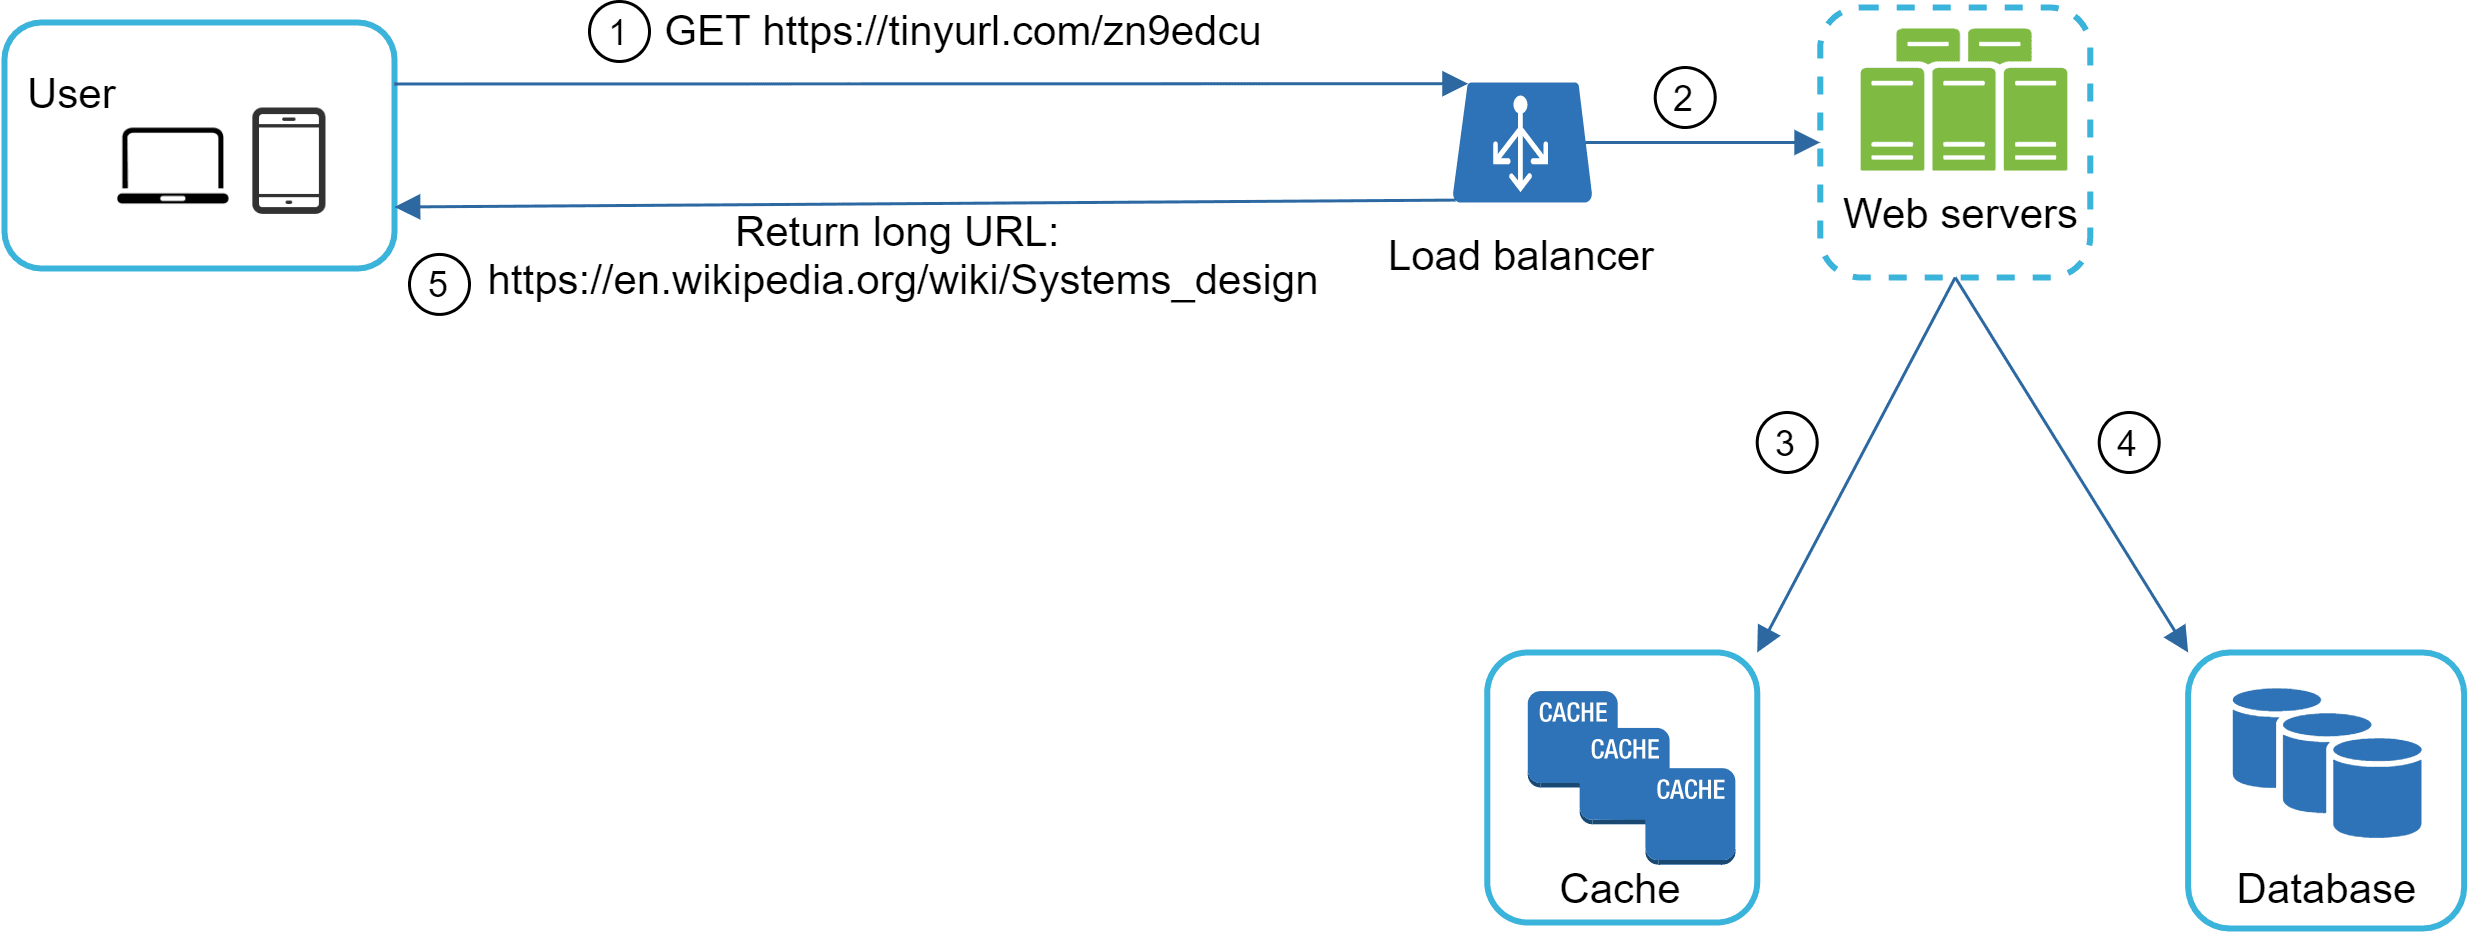 1 GET https://tinyurl.com/zn9edcu
User
2
Web servers
Return long URL:
5 https://en.wikipedia.org/wiki/Systems_design
Load balancer
3
4
CACHE
CACHE
CACHE
Cache
Database